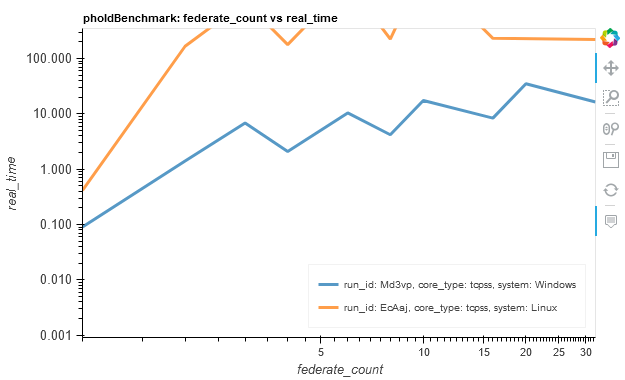 pholdBenchmark: federate_count vs real_time
100.000
10.000
1.000
0.100
0.010
0.001
real_time
run_id: Md3vp, core_type: tcpss, system: Windows
run_id: EcAaj, core_type: tcpss, system: Linux
5 10 15 20 25 30
federate_count